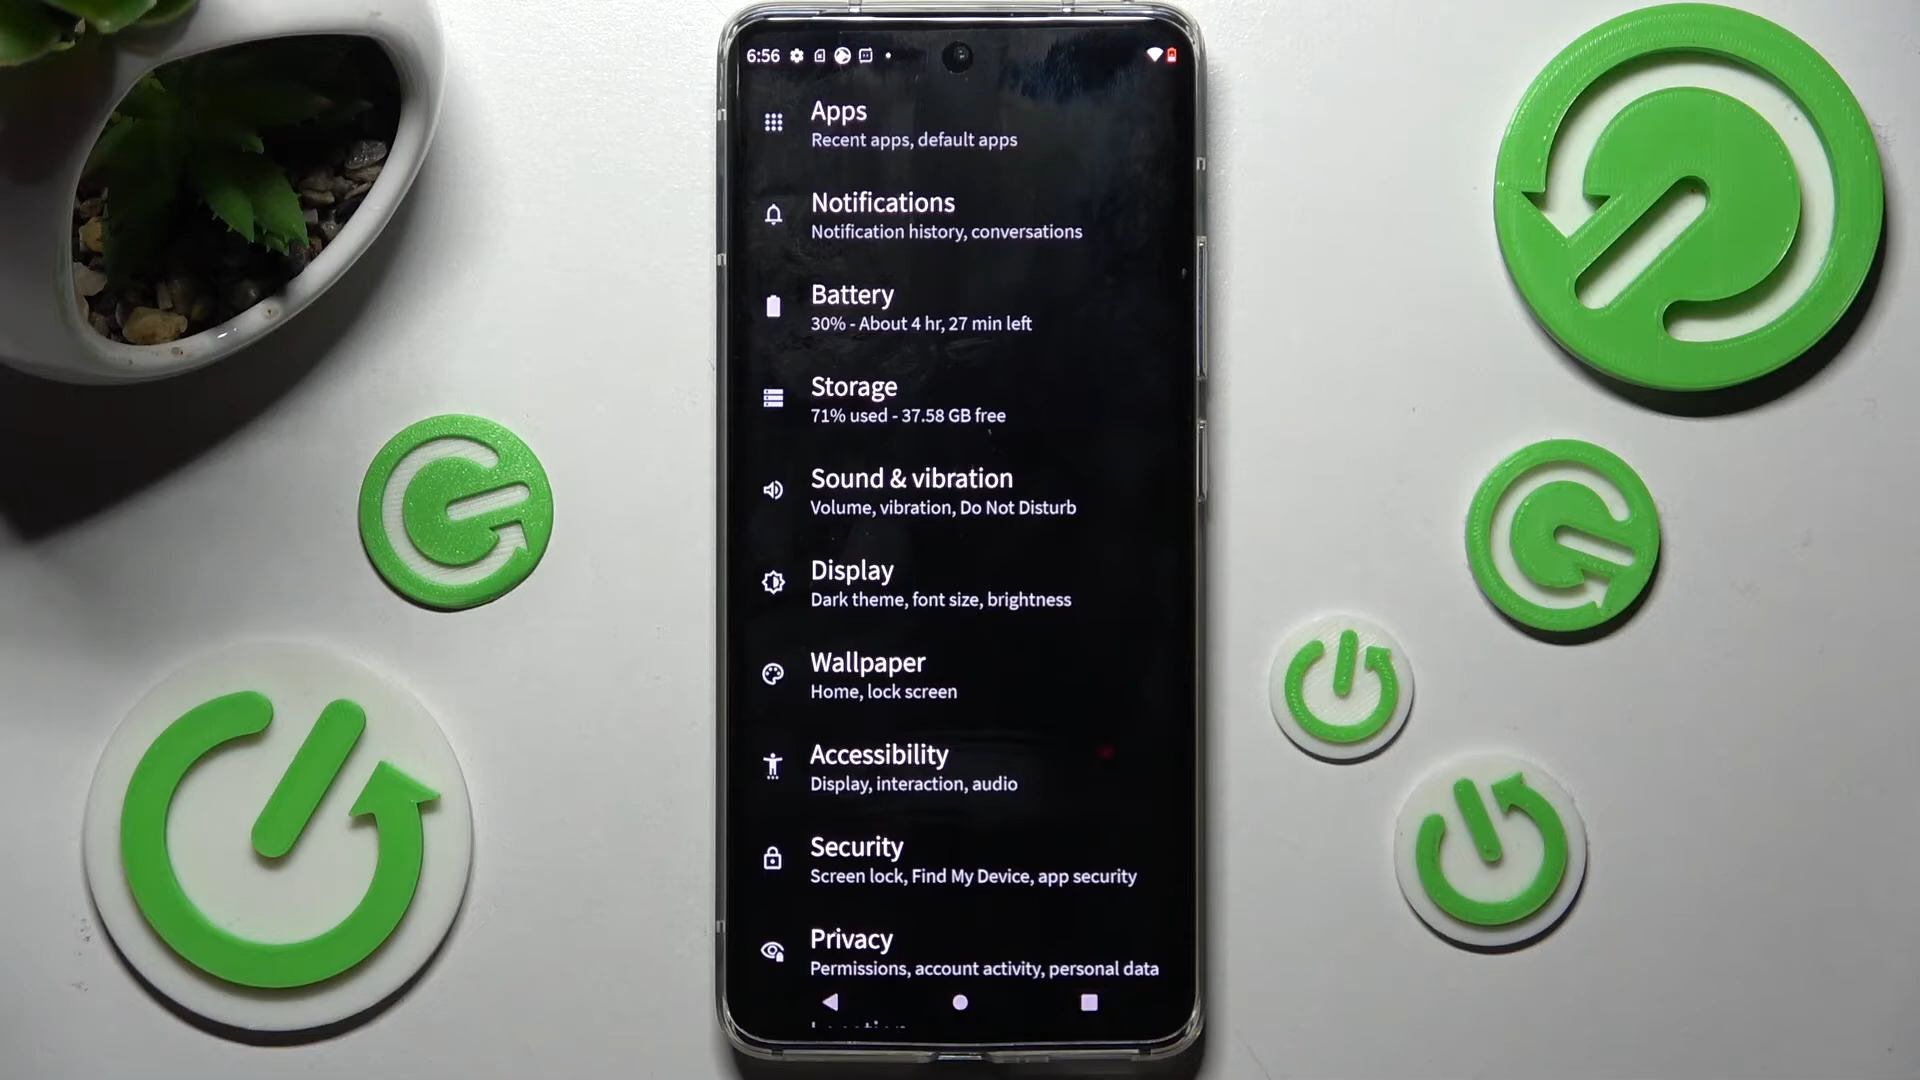 6:56
Apps
Recent apps, default apps
Notifications
Notification history, conversations
Battery
30% - About 4 hr, 27 min left
Storage
71% used - 37.58 GB free
Sound & vibration
Volume, vibration, Do Not Disturb
Display
Dark theme, font size, brightness
Wallpaper
Home, lock screen
Accessibility
Display, interaction, audio
Security
Screen lock, Find My Device, app security
Privacy
Permissions, account activity, personal data